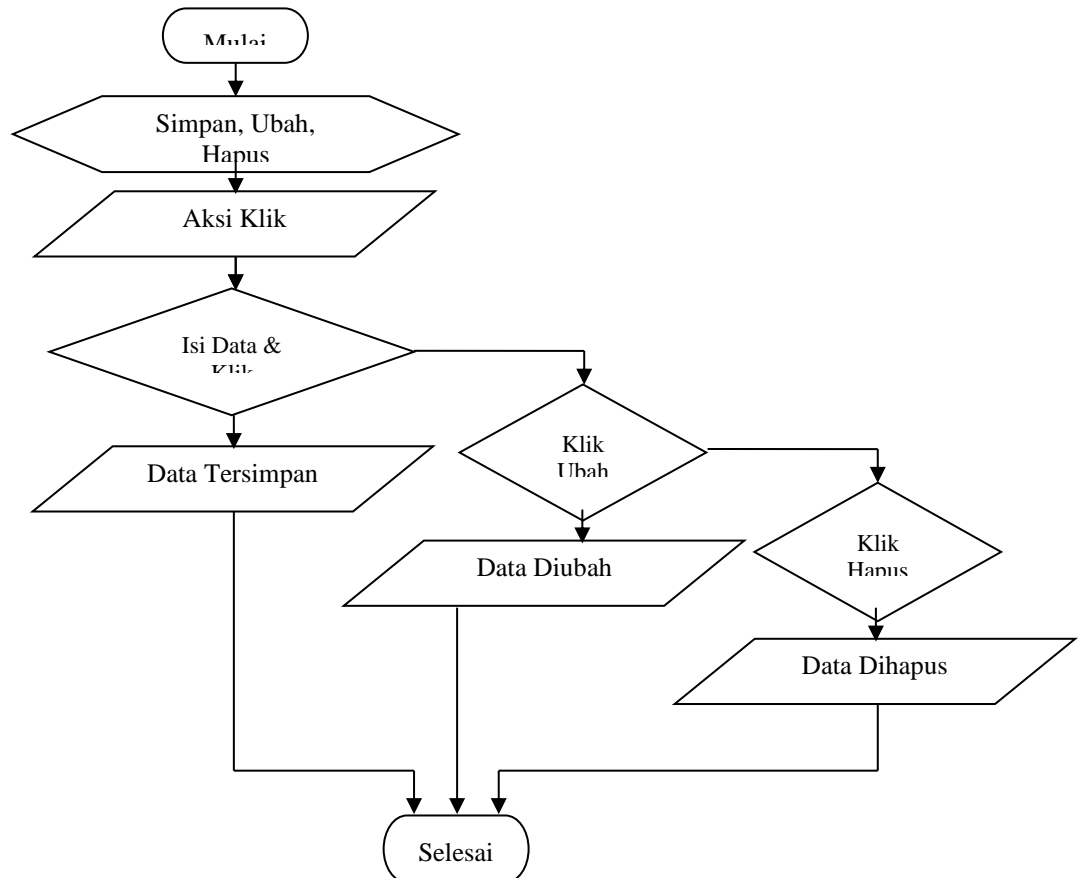 Mulai
Simpan, Ubah,
Hapus
Aksi Klik
Isi Data &
Klik
Klik
Ubah
Data Tersimpan
Klik
Hapus
Data Diubah
Data Dihapus
Selesai